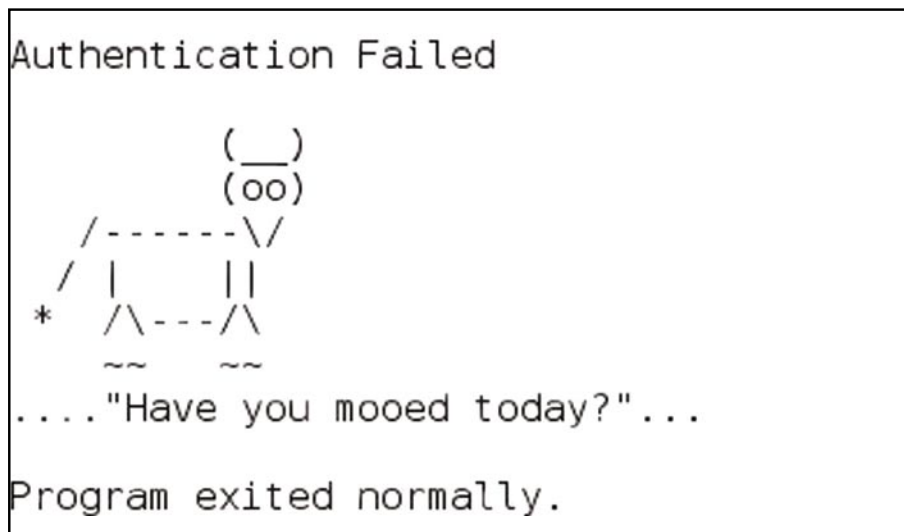 Authentication Failed
(__)
(oo)
/------\/
/ |    ||
*  /\---/\
~~   ~~
...."Have you mooed today?"...
Program exited normally.